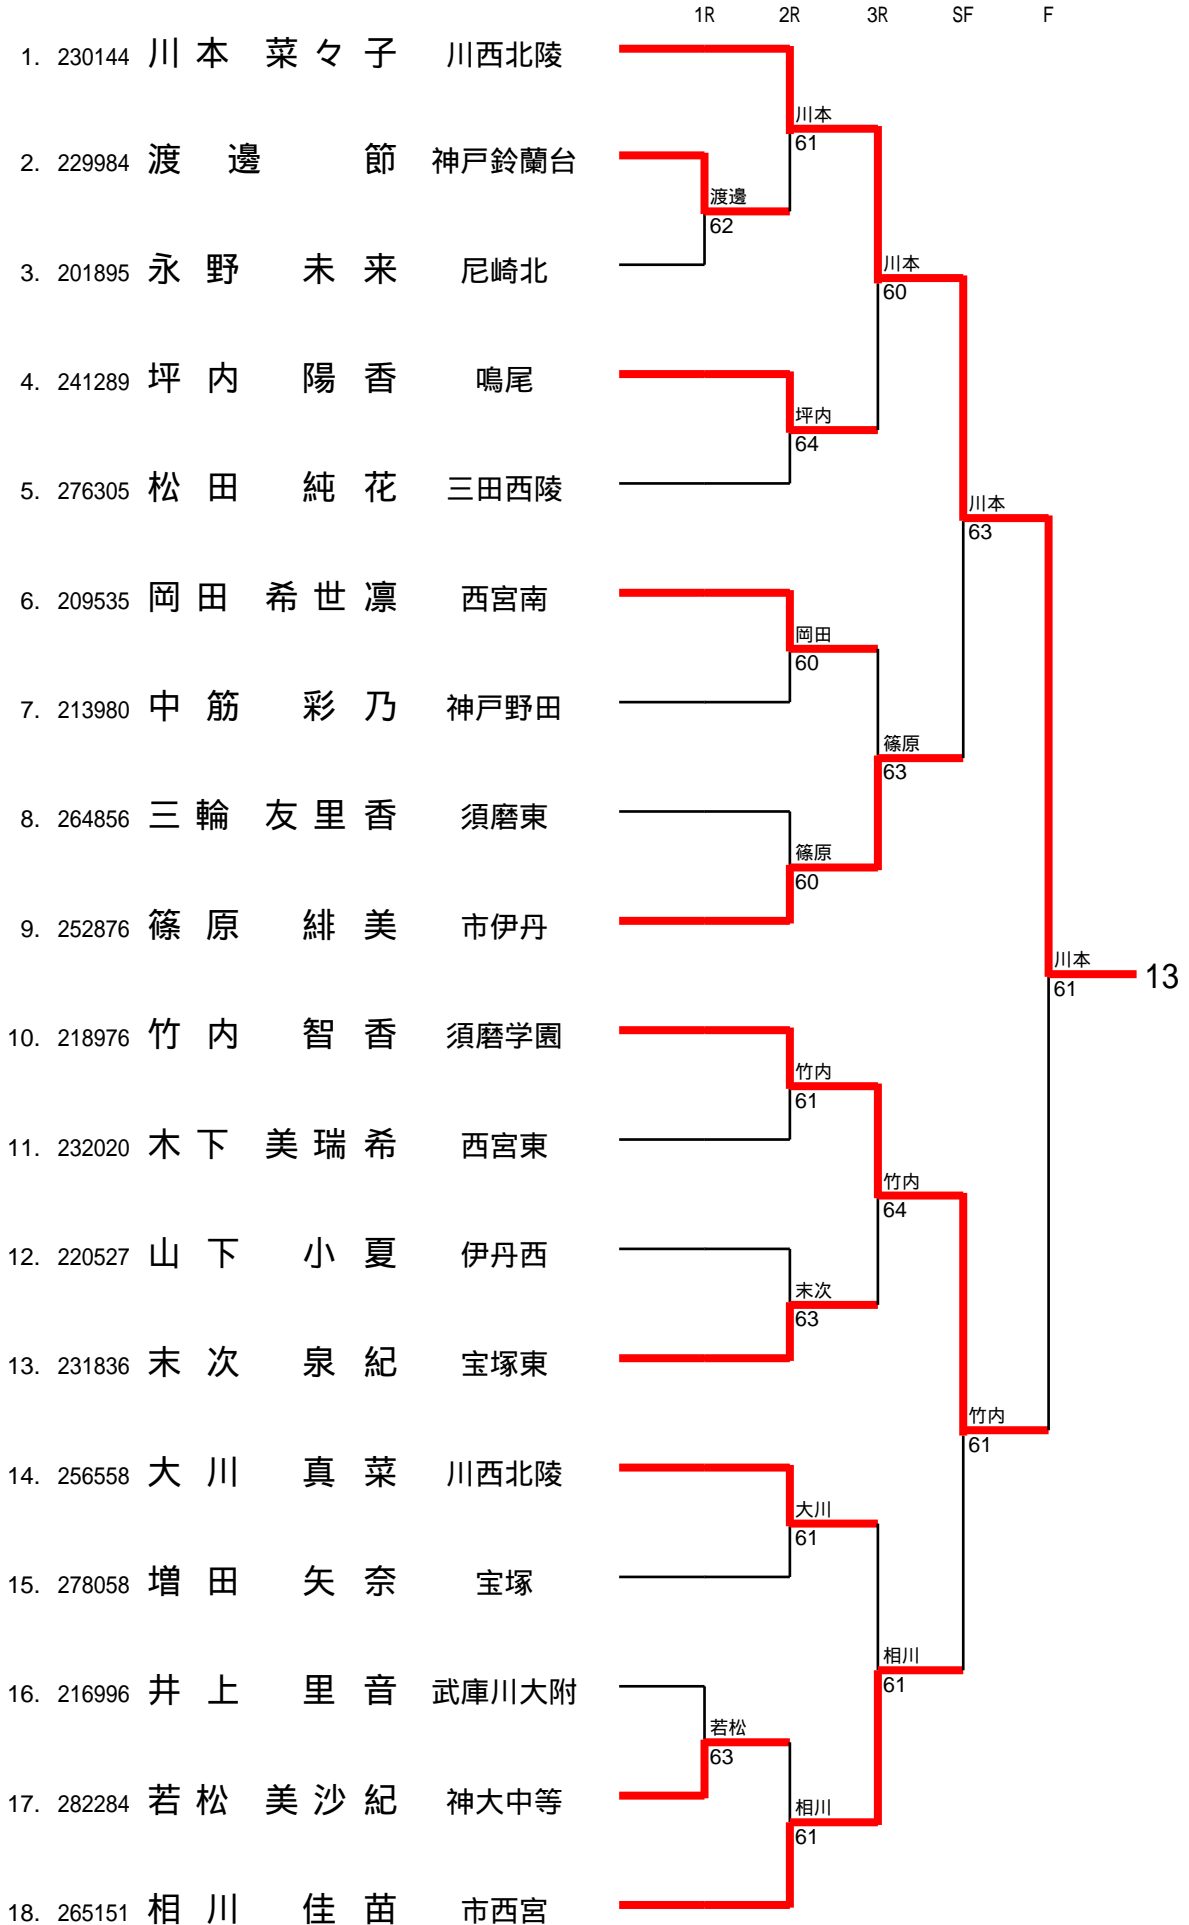 1R 2R 3R SF F
1. 230144 川本 菜々子 川西北陵
川本
61
2. 229984 渡邊 節 神戸鈴蘭台
渡邊
62
3. 201895 永野 未来 尼崎北
川本
60
4. 241289 坪内 陽香 鳴尾
坪内
64
5. 276305 松田 純花 三田西陵
川本
63
6. 209535 岡田 希世凛 西宮南
岡田
60
7. 213980 中筋 彩乃 神戸野田
篠原
63
8. 264856 三輪 友里香 須磨東
篠原
60
9. 252876 篠原 緋美 市伊丹
川本
61
13
10. 218976 竹内 智香 須磨学園
竹内
61
11. 232020 木下 美瑞希 西宮東
竹内
64
12. 220527 山下 小夏 伊丹西
末次
63
13. 231836 末次 泉紀 宝塚東
竹内
61
14. 256558 大川 真菜 川西北陵
大川
61
15. 278058 増田 矢奈 宝塚
相川
61
16. 216996 井上 里音 武庫川大附
若松
63
17. 282284 若松 美沙紀 神大中等
相川
61
18. 265151 相川 佳苗 市西宮